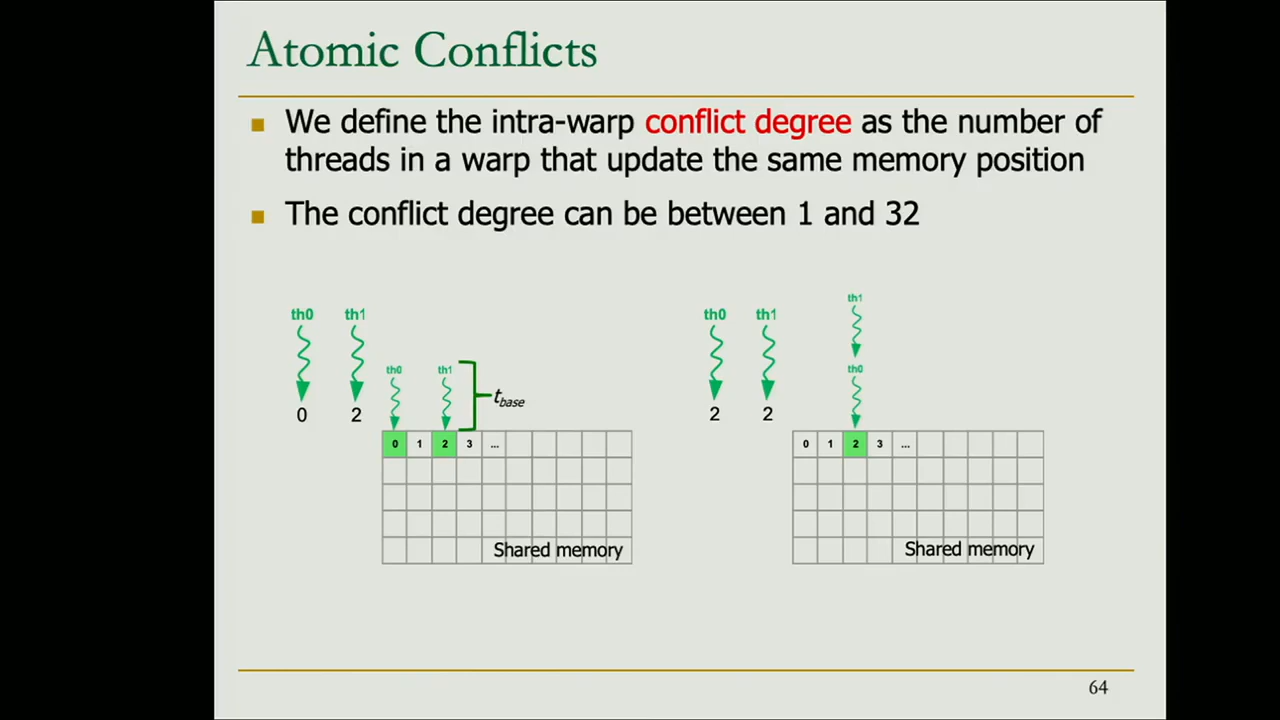 Atomic Conflicts
We define the intra-warp conflict degree as the number of
threads in a warp that update the same memory position
The conflict degree can be between 1 and 32
th0 th1
th0 th1
tbase
0 2
0 1 2 3 ...
Shared memory
th1
th0 th1
th0
2 2
0 1 2 3 ...
Shared memory
64